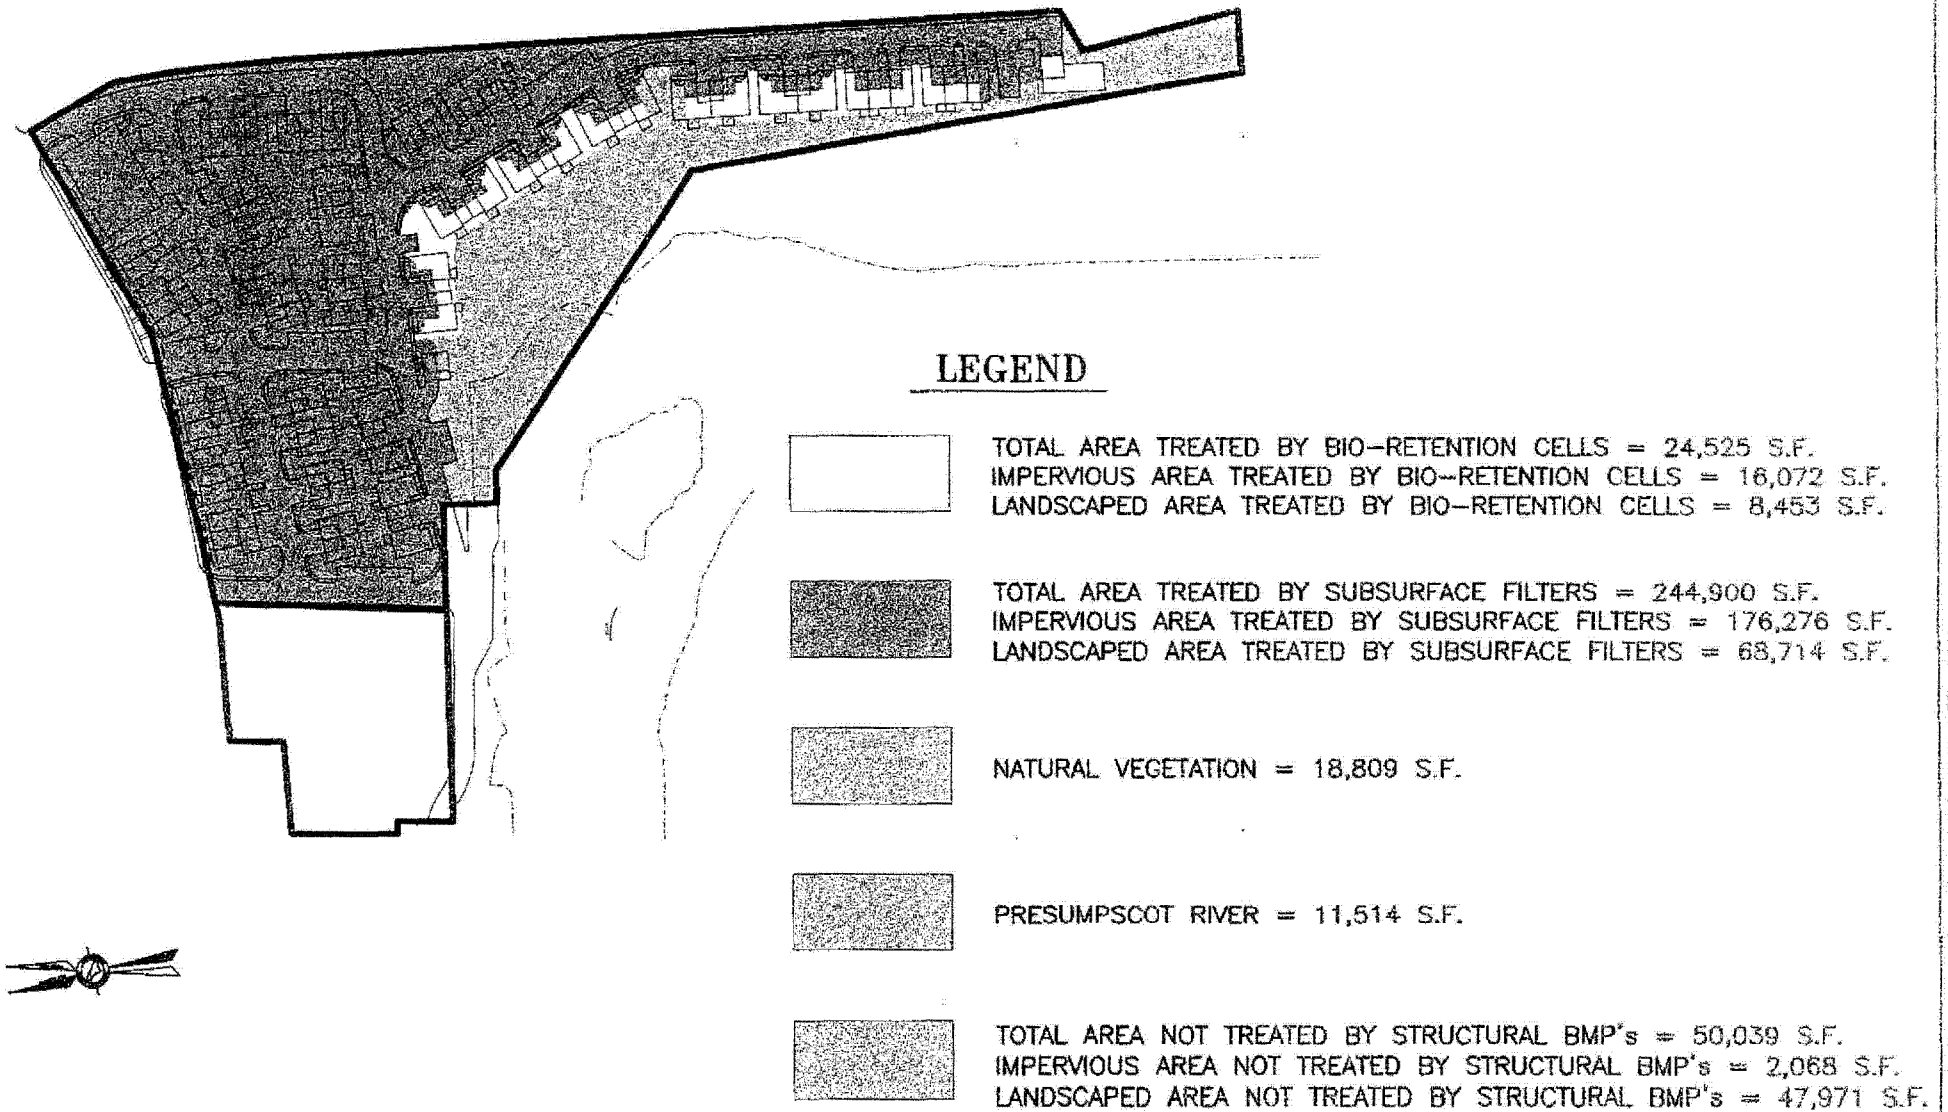 LEGEND
TOTAL AREA TREATED BY BIO-RETENTION CELLS = 24,525 S.F.
IMPERVIOUS AREA TREATED BY BIO-RETENTION CELLS = 16,072 S.F.
LANDSCAPED AREA TREATED BY BIO-RETENTION CELLS = 8,453 S.F.
TOTAL AREA TREATED BY SUBSURFACE FILTERS = 244,900 S.F.
IMPERVIOUS AREA TREATED BY SUBSURFACE FILTERS = 176,276 S.F.
LANDSCAPED AREA TREATED BY SUBSURFACE FILTERS = 68,714 S.F.
NATURAL VEGETATION = 18,809 S.F.
PRESUMPSCOT RIVER = 11,514 S.F.
TOTAL AREA NOT TREATED BY STRUCTURAL BMP's = 50,039 S.F.
IMPERVIOUS AREA NOT TREATED BY STRUCTURAL BMP's = 2,068 S.F.
LANDSCAPED AREA NOT TREATED BY STRUCTURAL BMP's = 47,971 S.F.